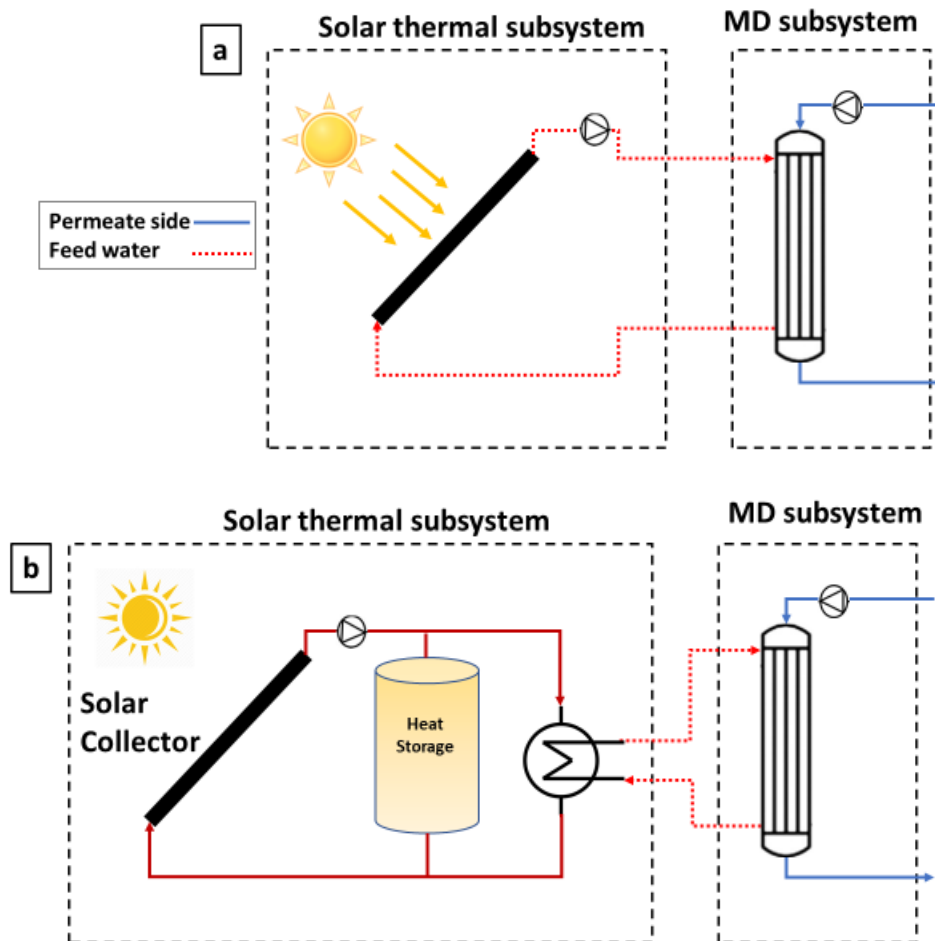 Solar thermal subsystem
MD subsystem
a
Permeate side
Feed water
Solar thermal subsystem
MD subsystem
b
Solar
Collector
Heat
Storage